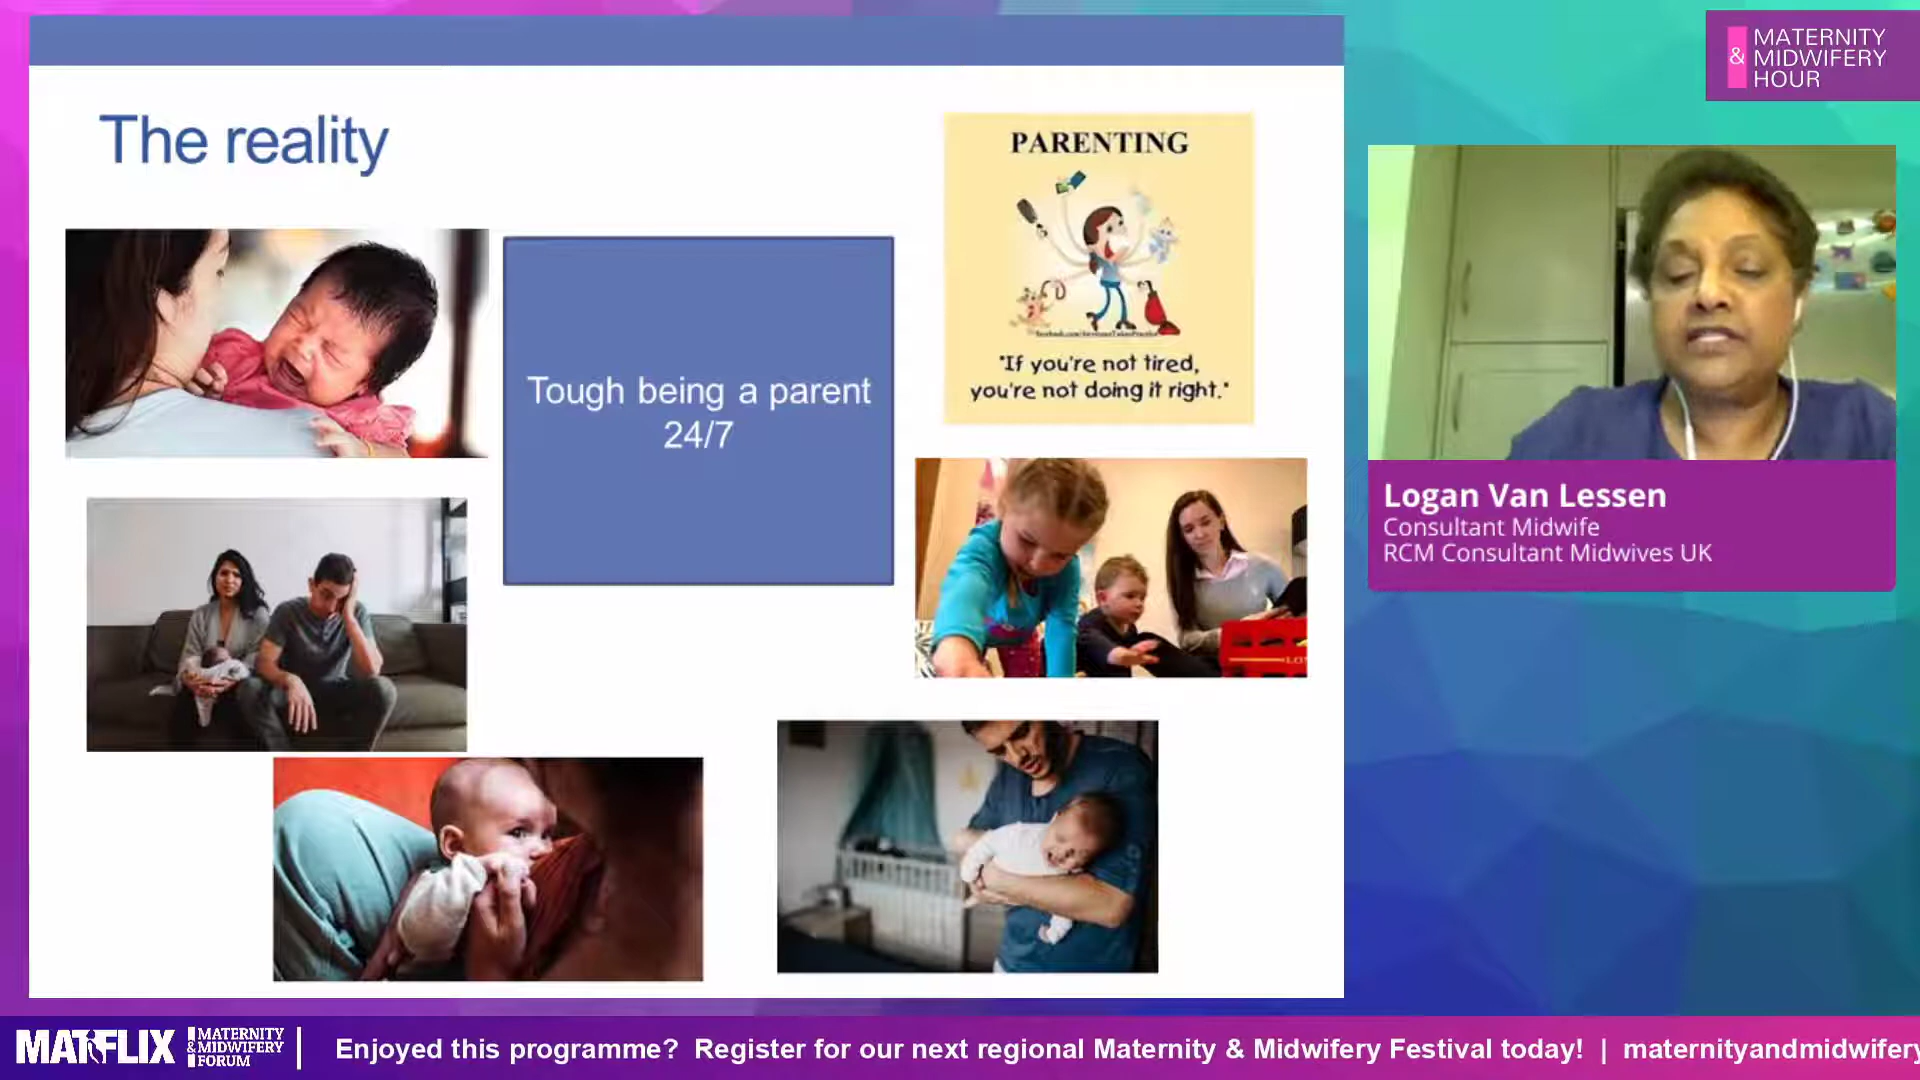 The reality
PARENTING
"If you're not tired,
you're not doing it right."
Tough being a parent
24/7
&
MATERNITY
MIDWIFERY
HOUR
Logan Van Lessen
Consultant Midwife
RCM Consultant Midwives UK
MATFLIX
MATERNITY
& MIDWIFERY
FORUM
Enjoyed this programme? Register for our next regional Maternity & Midwifery Festival today! | maternityandmidwifery